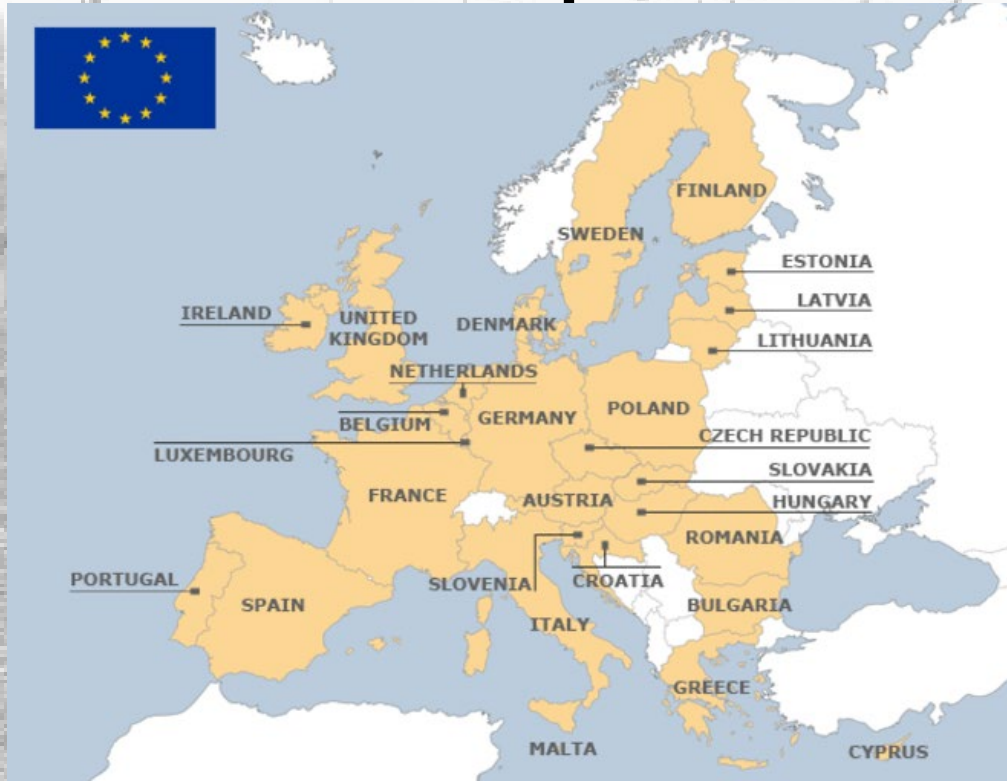 FINLAND
SWEDEN
ESTONIA
LATVIA
IRELAND
UNITED
KINGDOM
DENMARK
LITHUANIA
NETHERLANDS
POLAND
BELGIUM
GERMANY
CZECH REPUBLIC
LUXEMBOURG
SLOVAKIA
FRANCE
AUSTRIA
HUNGARY
ROMANIA
PORTUGAL
SLOVENIA
CROATIA
SPAIN
BULGARIA
ITALY
GREECE
MALTA
CYPRUS